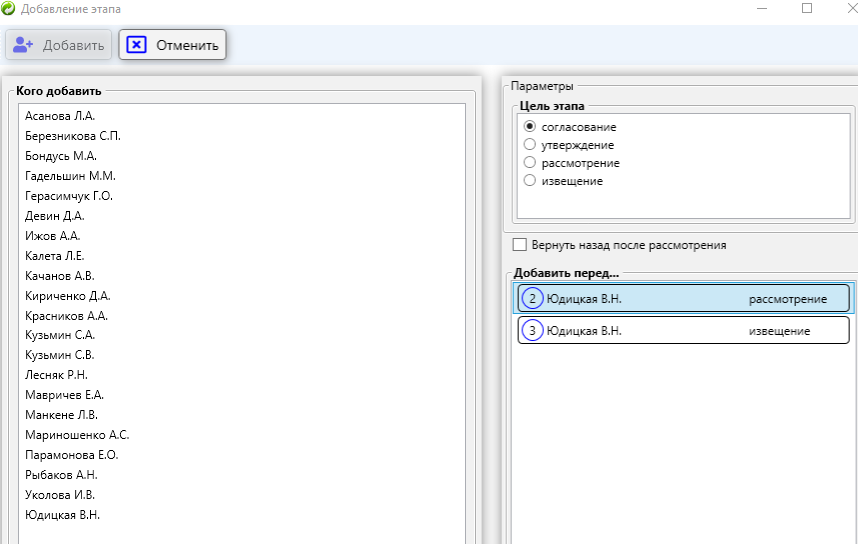 Добавление этапа
Добавить
Отменить
Кого добавить
Асанова Л.А.
Березникова С.П.
Бондусь М.А.
Гадельшин М.М.
Герасимчук Г.О.
Девин Д.А.
Ижов А.А.
Калета Л.Е.
Качанов А.В.
Кириченко Д.А.
Красников А.А.
Кузьмин С.А.
Кузьмин С.В.
Лесняк Р.Н.
Мавричев Е.А.
Манкене Л.В.
Мариношенко А.С.
Парамонова Е.О.
Рыбаков А.Н.
Уколова И.В.
Юдицкая В.Н.
Параметры
Цель этапа
согласование
утверждение
рассмотрение
извещение
Вернуть назад после рассмотрения
Добавить перед...
2 Юдицкая В.Н. рассмотрение
3 Юдицкая В.Н. извещение